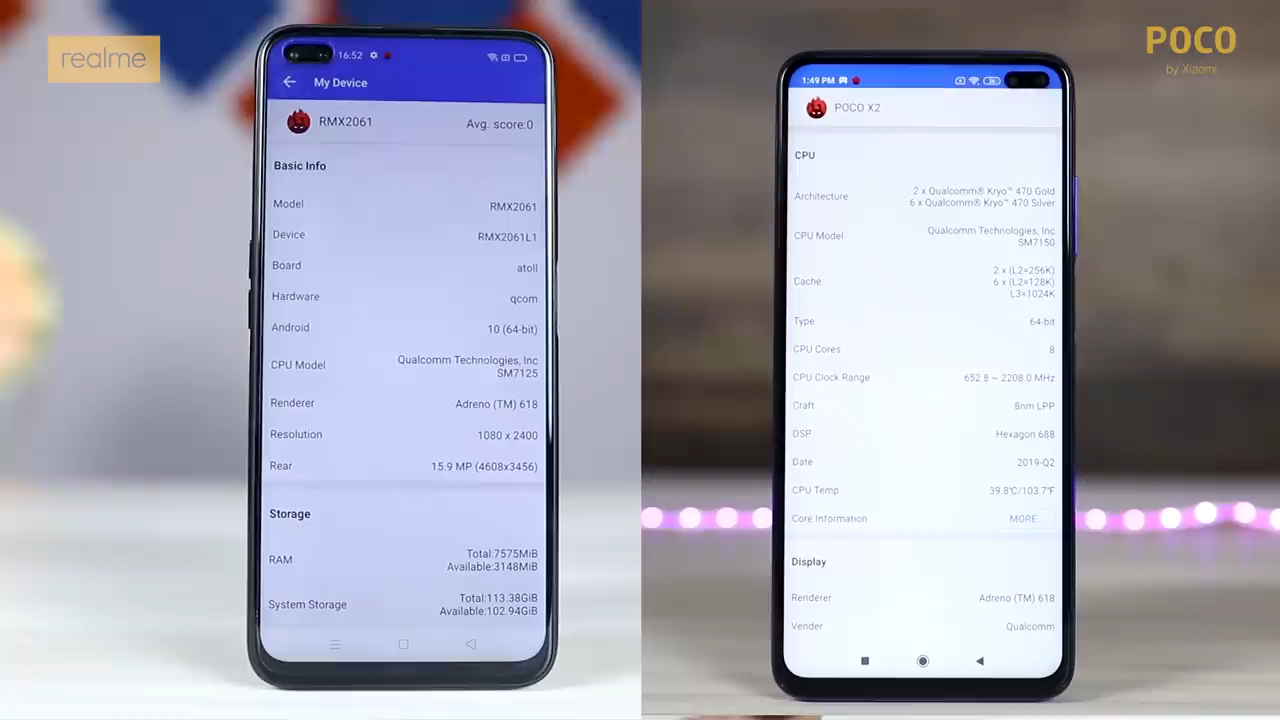 realme
16:52
My Device
RMX2061
Avg. score:0
Basic Info
Model
RMX2061
Device
RMX2061L1
Board
atoll
Hardware
qcom
Android
10 (64-bit)
CPU Model
Qualcomm Technologies, Inc
SM7125
Renderer
Adreno (TM) 618
Resolution
1080 x 2400
Rear
15.9 MP (4608x3456)
Storage
RAM
Total:7575MiB
Available:3148MiB
System Storage
Total:113.38GiB
Available:102.94GiB
POCO
by Xiaomi
1:49 PM
POCO X2
CPU
Architecture
2 x Qualcomm® Kryo™ 470 Gold
6 x Qualcomm® Kryo™ 470 Silver
CPU Model
Qualcomm Technologies, Inc
SM7150
Cache
2 x (L2=256K)
6 x (L2=128K)
L3=1024K
Type
64-bit
CPU Cores
8
CPU Clock Range
652.8 ~ 2208.0 MHz
Craft
8nm LPP
DSP
Hexagon 688
Date
2019-Q2
CPU Temp
39.8°C/103.7°F
Core Information
MORE
Display
Renderer
Adreno (TM) 618
Vender
Qualcomm